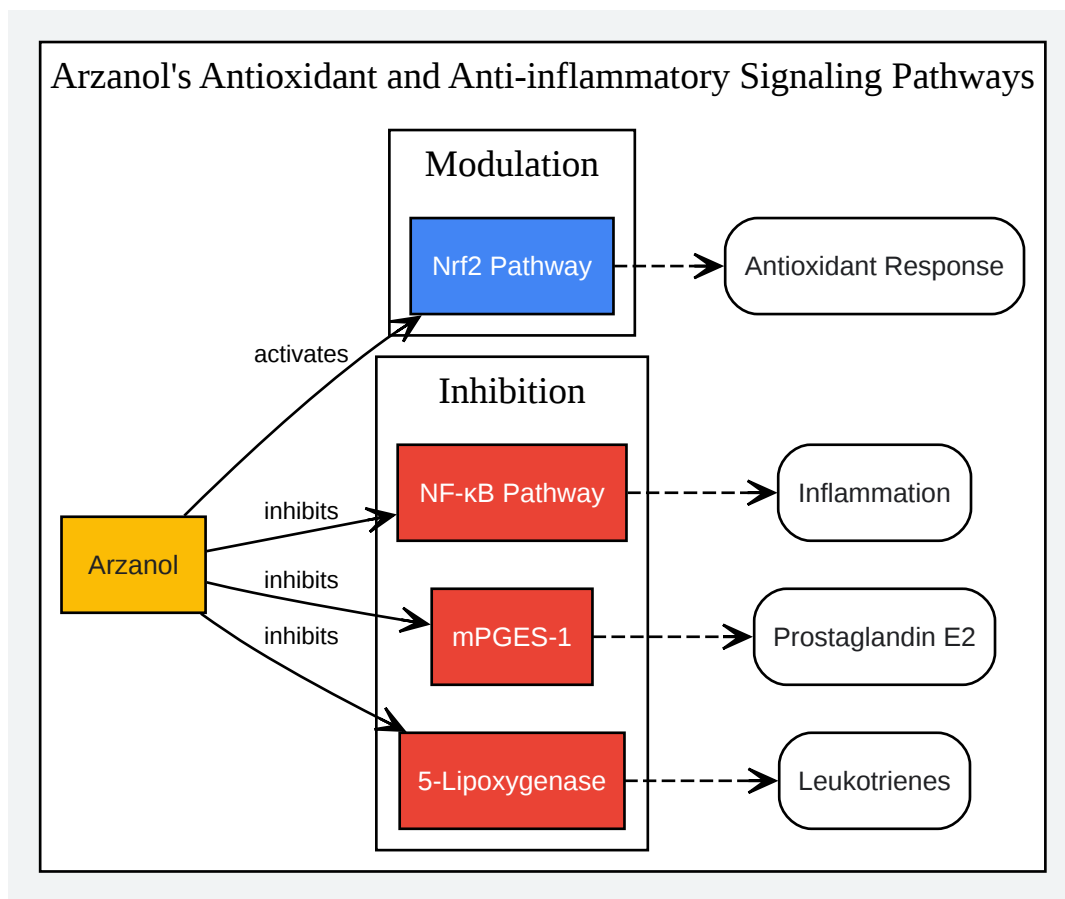 Arzanol's Antioxidant and Anti-inflammatory Signaling Pathways
Modulation
Nrf2 Pathway
Antioxidant Response
activates
Inhibition
NF-κB Pathway
Inflammation
inhibits
Arzanol
inhibits
mPGES-1
Prostaglandin E2
inhibits
5-Lipoxygenase
Leukotrienes